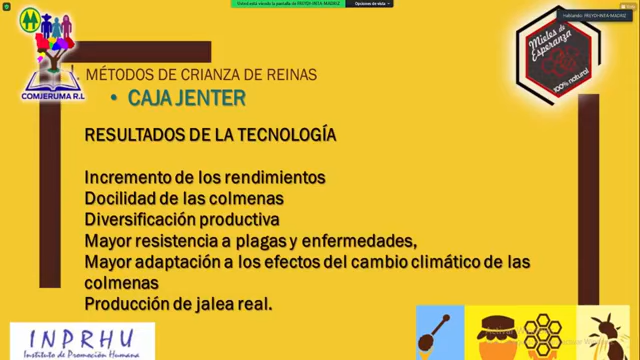 Opciones de vista
COMJERUMA R.L
Mieles de
Esperanza
100% natural
MÉTODOS DE CRIANZA DE REINAS
• CAJA JENTER
RESULTADOS DE LA TECNOLOGÍA
Incremento de los rendimientos
Docilidad de las colmenas
Diversificación productiva
Mayor resistencia a plagas y enfermedades,
Mayor adaptación a los efectos del cambio climático de las
colmenas
Producción de jalea real.
INPRHU
Instituto de Promoción Humana